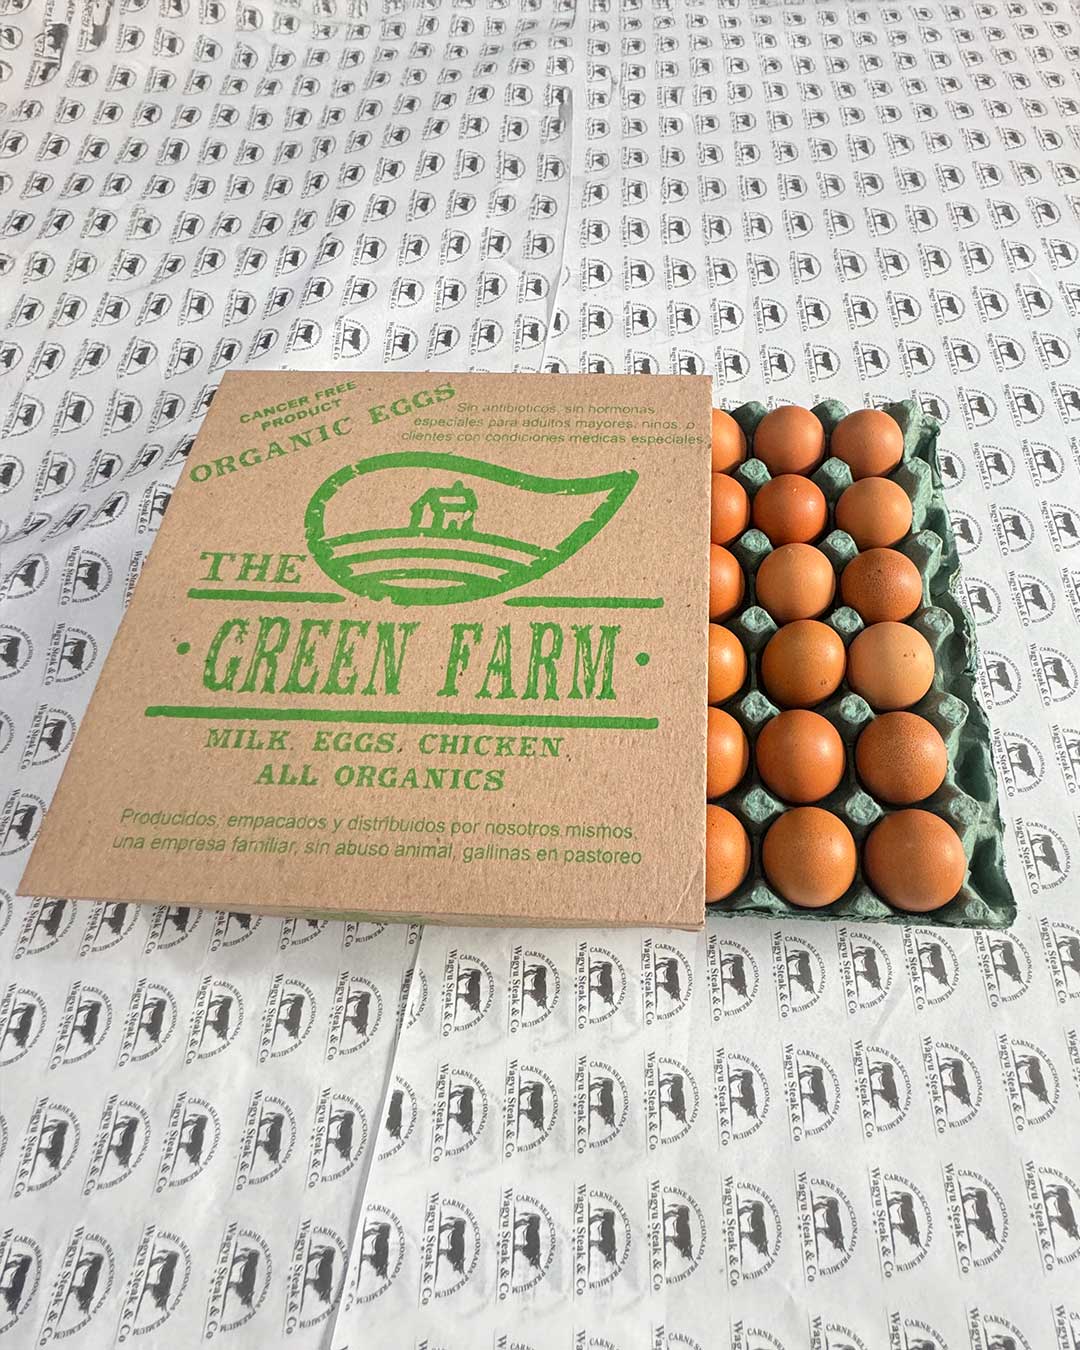 CANCER FREE
PRODUCT
ORGANIC EGGS
Sin antibioticos, sin hormonas
especiales para adultos mayores, ninos, o
clientes con condiciones medicas especiales
THE
GREEN FARM
MILK. EGGS. CHICKEN
ALL ORGANICS
Producidos, empacados y distribuidos por nosotros mismos,
una empresa familiar, sin abuso animal, gallinas en pastoreo
CARNE SELECCIONADA PREMIUM
Wagyu Steak & Co